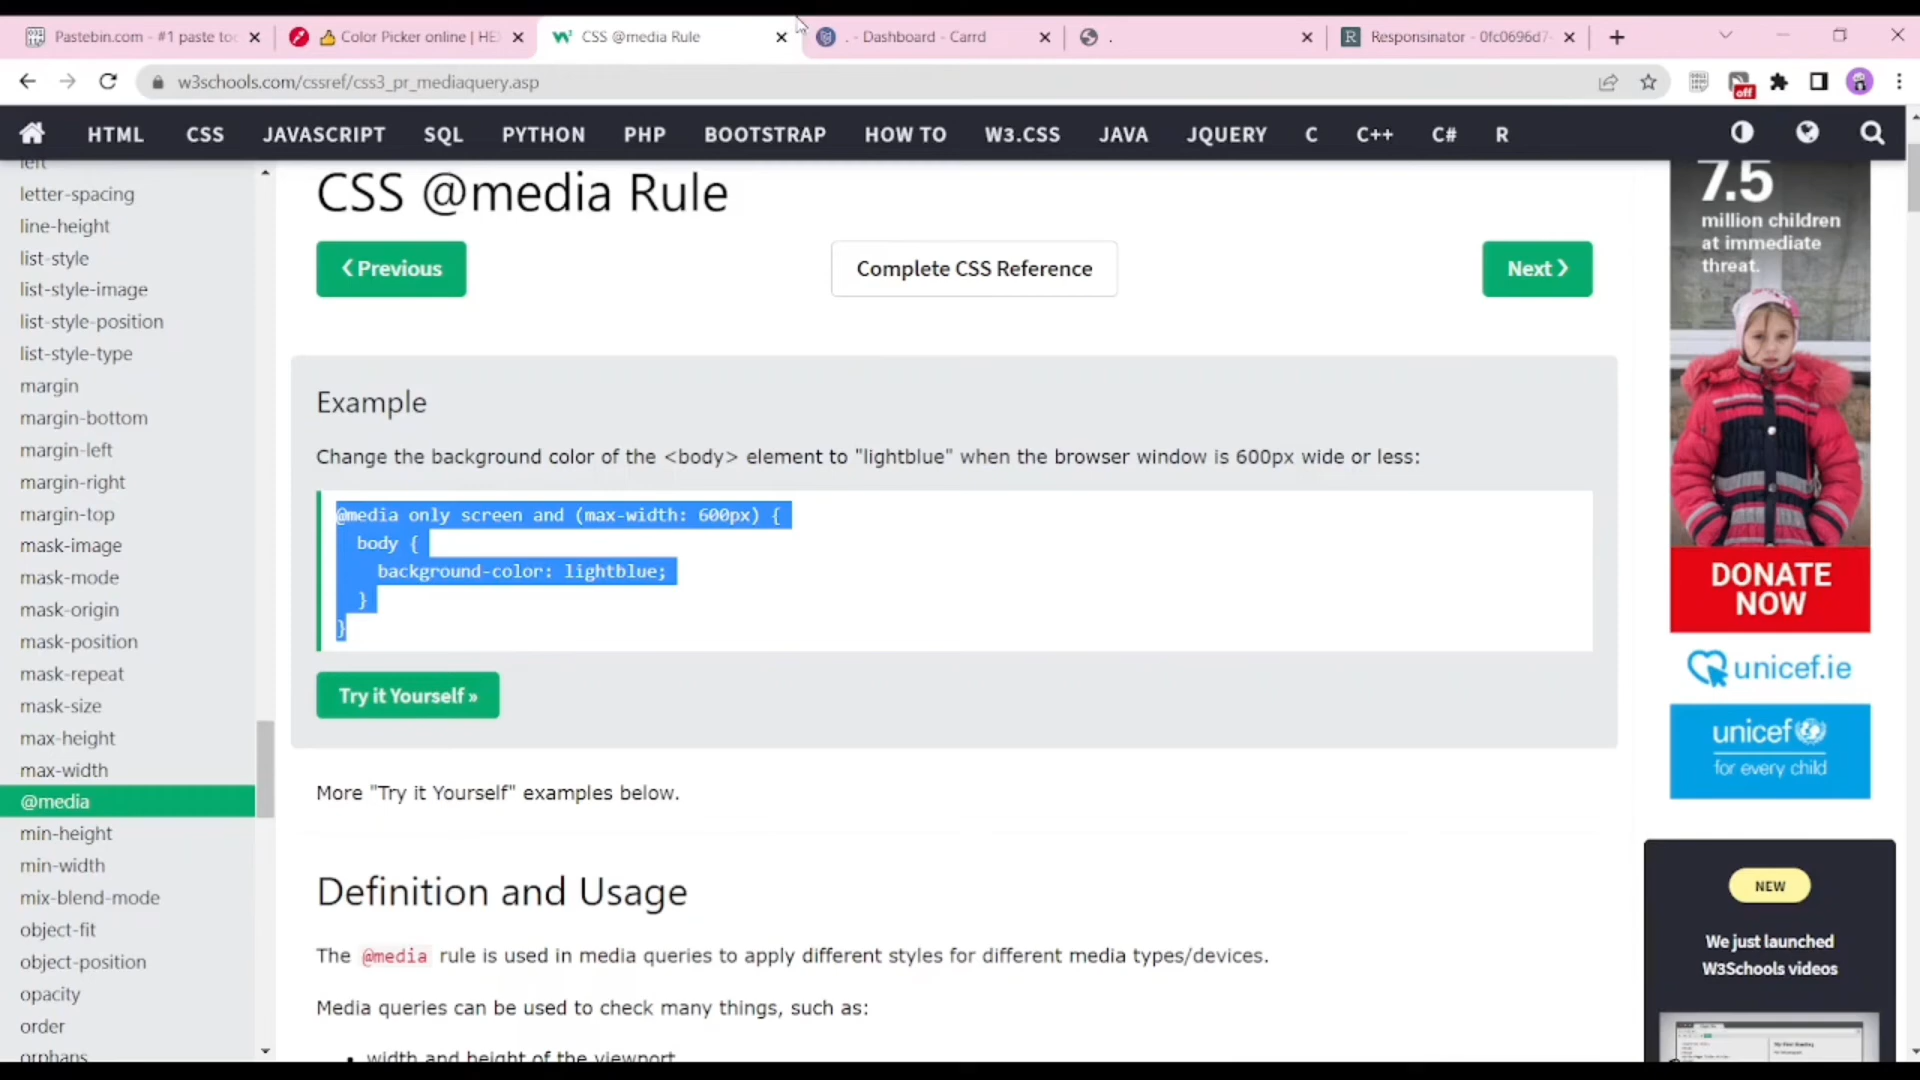 Pastebin.com - #1 paste to
Color Picker online | HE
CSS @media Rule
. - Dashboard - Carrd
.
Responsinator - 0fc0696d7-
w3schools.com/cssref/css3_pr_mediaquery.asp
off
HTML CSS JAVASCRIPT SQL PYTHON PHP BOOTSTRAP HOW TO W3.CSS JAVA JQUERY C C++ C# R
left
letter-spacing
line-height
list-style
list-style-image
list-style-position
list-style-type
margin
margin-bottom
margin-left
margin-right
margin-top
mask-image
mask-mode
mask-origin
mask-position
mask-repeat
mask-size
max-height
max-width
@media
min-height
min-width
mix-blend-mode
object-fit
object-position
opacity
order
orphans
CSS @media Rule
❮ Previous
Complete CSS Reference
Next ❯
Example
Change the background color of the <body> element to "lightblue" when the browser window is 600px wide or less:
@media only screen and (max-width: 600px) {
body {
background-color: lightblue;
}
}
Try it Yourself »
More "Try it Yourself" examples below.
Definition and Usage
The @media rule is used in media queries to apply different styles for different media types/devices.
Media queries can be used to check many things, such as:
• width and height of the viewport
7.5
million children
at immediate
threat.
DONATE
NOW
unicef.ie
unicef
for every child
NEW
We just launched
W3Schools videos